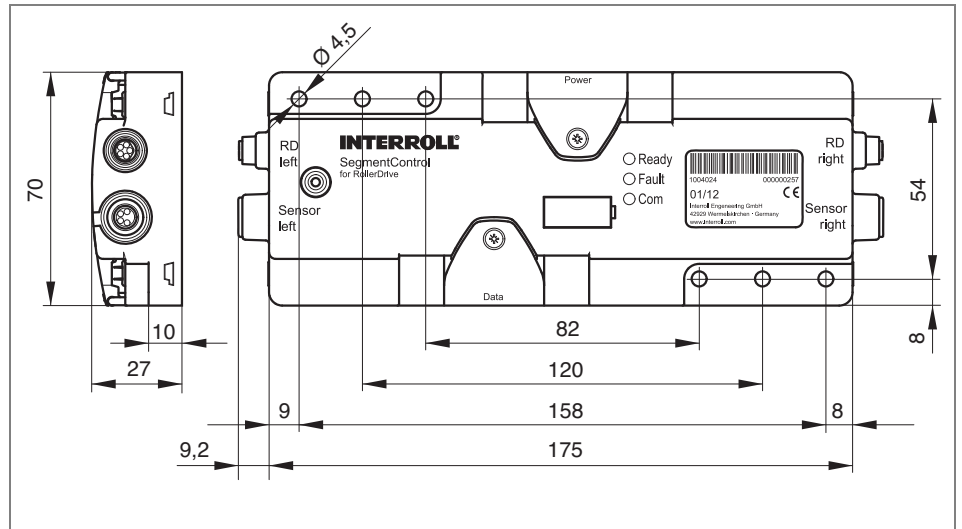 Ø 4,5
Power
70
RD
left
INTERROLL®
SegmentControl
for RollerDrive
Ready
Fault
Com
1004024 000000257
01/12 CE
Interroll Engeneering GmbH
42929 Wermelskirchen · Germany
www.interroll.com
RD
right
54
Sensor
left
Sensor
right
Data
10
82
8
27
120
9
158
8
9,2
175